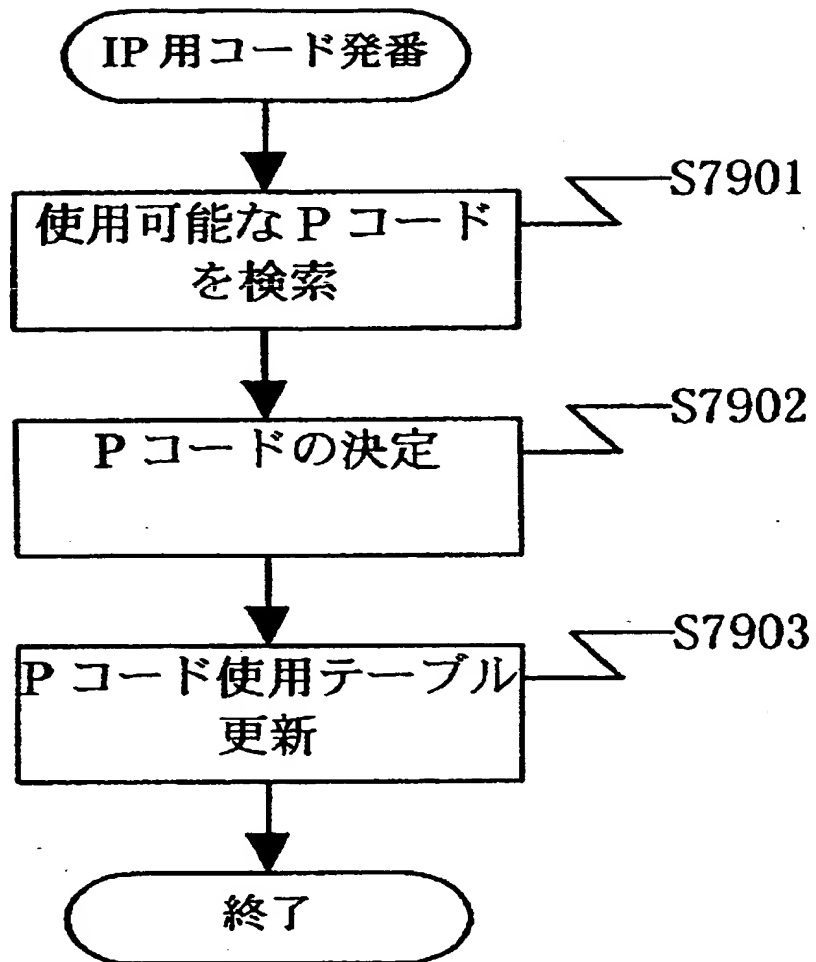 IP 用コード発番
S7901
使用可能な P コード
を検索
S7902
P コードの決定
S7903
P コード使用テーブル
更新
終了